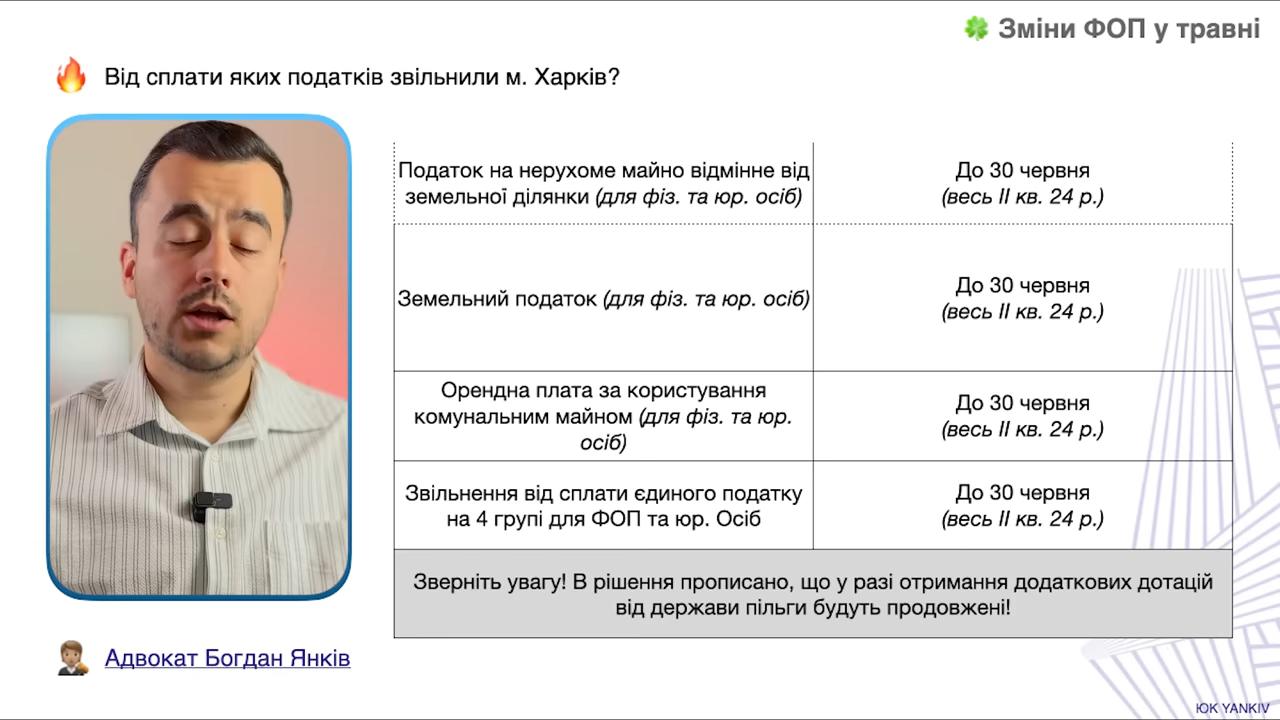 Зміни ФОП у травні
Від сплати яких податків звільнили м. Харків?
Податок на нерухоме майно відмінне від
земельної ділянки (для фіз. та юр. осіб)
До 30 червня
(весь II кв. 24 р.)
Земельний податок (для фіз. та юр. осіб)
До 30 червня
(весь II кв. 24 р.)
Орендна плата за користування
комунальним майном (для фіз. та юр.
осіб)
До 30 червня
(весь II кв. 24 р.)
Звільнення від сплати єдиного податку
на 4 групі для ФОП та юр. Осіб
До 30 червня
(весь II кв. 24 р.)
Зверніть увагу! В рішення прописано, що у разі отримання додаткових дотацій
від держави пільги будуть продовжені!
Адвокат Богдан Янків
ЮК YANKIV